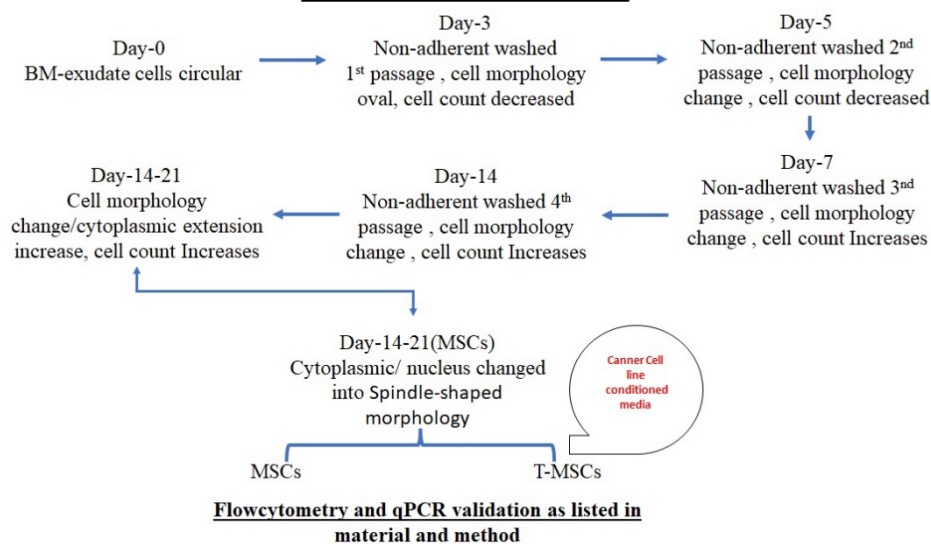 Day-0
BM-exudate cells circular
Day-3
Non-adherent washed
1st passage , cell morphology
oval, cell count decreased
Day-5
Non-adherent washed 2nd
passage , cell morphology
change , cell count decreased
Day-7
Non-adherent washed 3nd
passage , cell morphology
change , cell count Increases
Day-14
Non-adherent washed 4th
passage , cell morphology
change , cell count Increases
Day-14-21
Cell morphology
change/cytoplasmic extension
increase, cell count Increases
Day-14-21(MSCs)
Cytoplasmic/ nucleus changed
into Spindle-shaped
morphology
Canner Cell
line
conditioned
media
MSCs
T-MSCs
Flowcytometry and qPCR validation as listed in
material and method